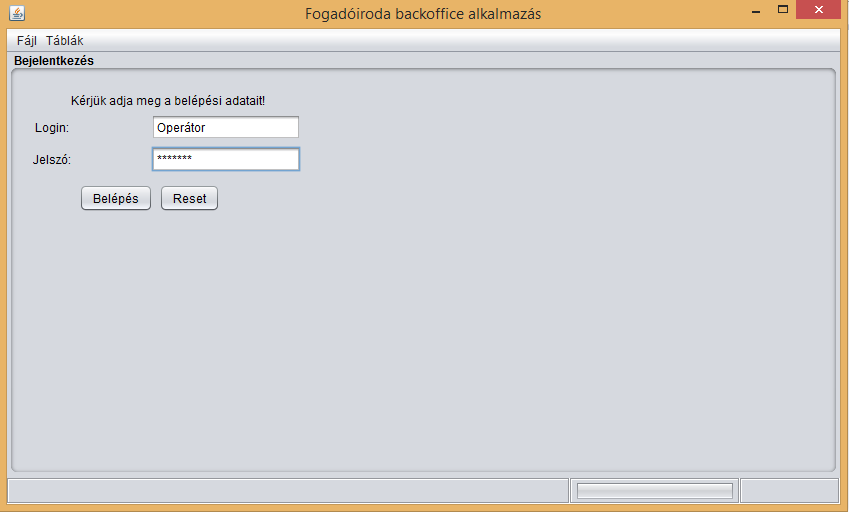 Fogadóiroda backoffice alkalmazás
Fájl Táblák
Bejelentkezés
Kérjük adja meg a belépési adatait!
Login: Operátor
Jelszó: *******
Belépés Reset